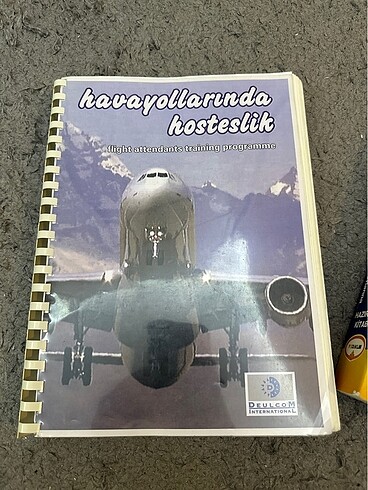 havayollarında
hosteslik
flight attendants training programme
DEULCOM
INTERNATIONAL